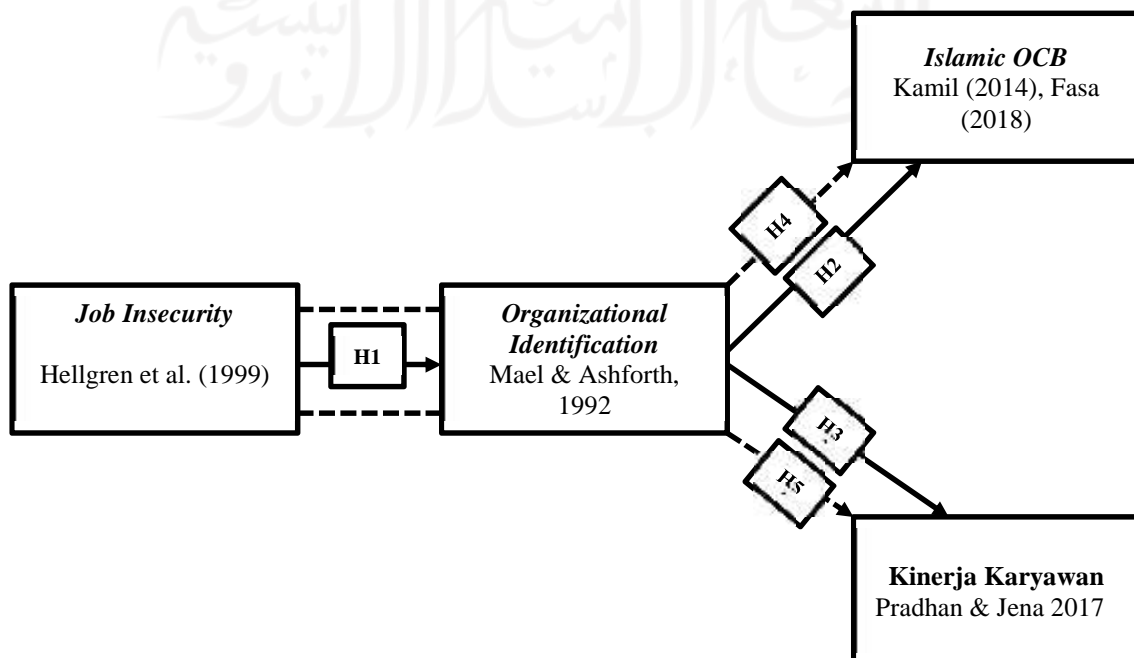 Islamic OCB
Kamil (2014), Fasa
(2018)
H4
H2
Job Insecurity
Hellgren et al. (1999)
H1
Organizational
Identification
Mael & Ashforth,
1992
H3
H5
Kinerja Karyawan
Pradhan & Jena 2017